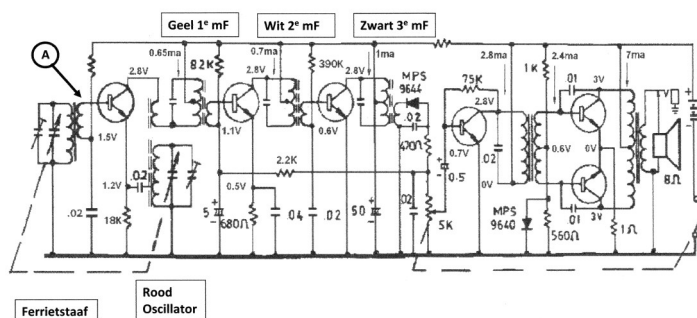 Geel 1e mF
Wit 2e mF
Zwart 3e mF
A
0.65ma
82K
0.7ma
390K
1ma
2.8ma
1K
2.4ma
7ma
2.8V
2.8V
2.8V
MPS
9644
75K
2.8V
.01
3V
1V
+
1.5V
1.1V
0.6V
.02
470Ω
0.7V
.02
0.6V
0V
8Ω
+
0.5
-
0V
1.2V
.02
2.2K
0.5V
.02
18K
+
5
-
680Ω
.04
.02
+
50
-
.02
5K
MPS
9640
560Ω
.01
3V
1Ω
Ferrietstaaf
Rood
Oscillator